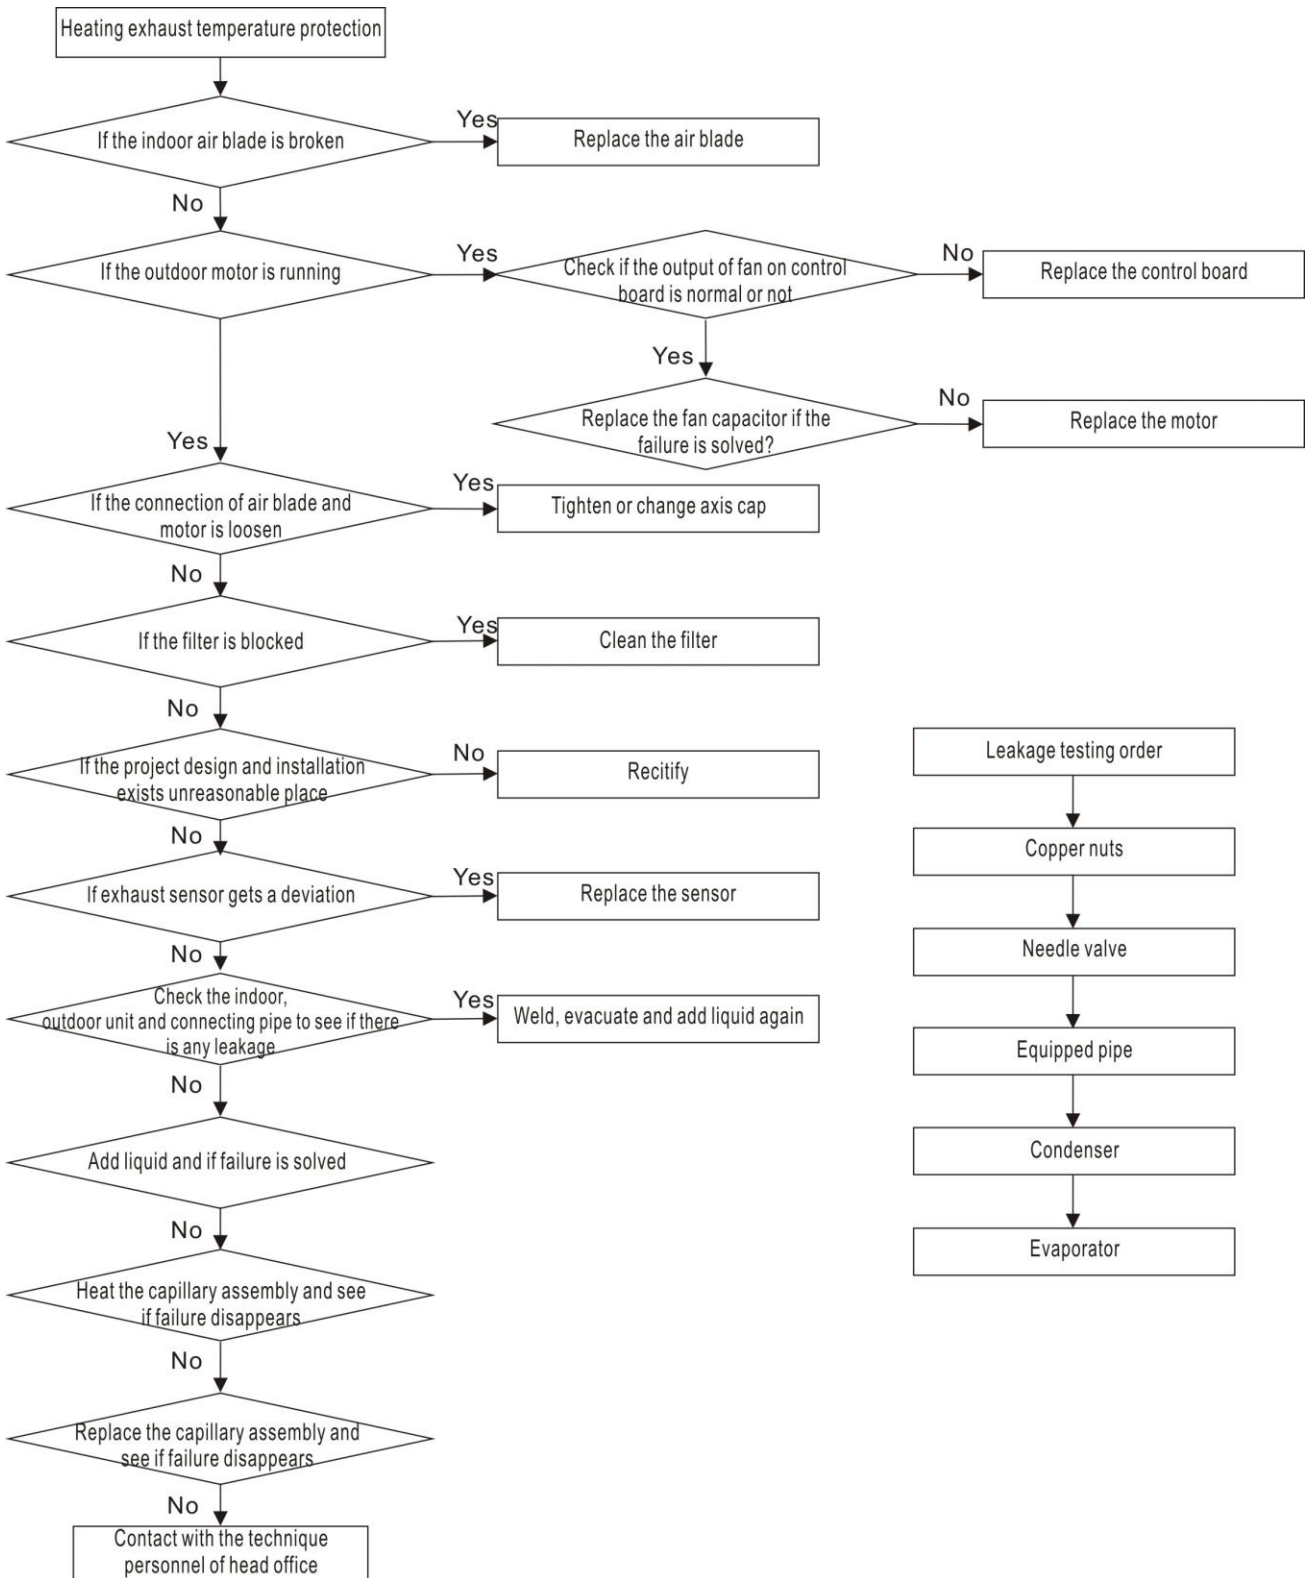 Heating exhaust temperature protection
If the indoor air blade is broken
Yes
Replace the air blade
No
If the outdoor motor is running
Yes
Check if the output of fan on control
board is normal or not
No
Replace the control board
Yes
Replace the fan capacitor if the
failure is solved?
No
Replace the motor
Yes
If the connection of air blade and
motor is loosen
Yes
Tighten or change axis cap
No
If the filter is blocked
Yes
Clean the filter
No
If the project design and installation
exists unreasonable place
No
Recitify
No
If exhaust sensor gets a deviation
Yes
Replace the sensor
No
Check the indoor,
outdoor unit and connecting pipe to see if there
is any leakage
Yes
Weld, evacuate and add liquid again
No
Add liquid and if failure is solved
No
Heat the capillary assembly and see
if failure disappears
No
Replace the capillary assembly and
see if failure disappears
No
Contact with the technique
personnel of head office
Leakage testing order
Copper nuts
Needle valve
Equipped pipe
Condenser
Evaporator